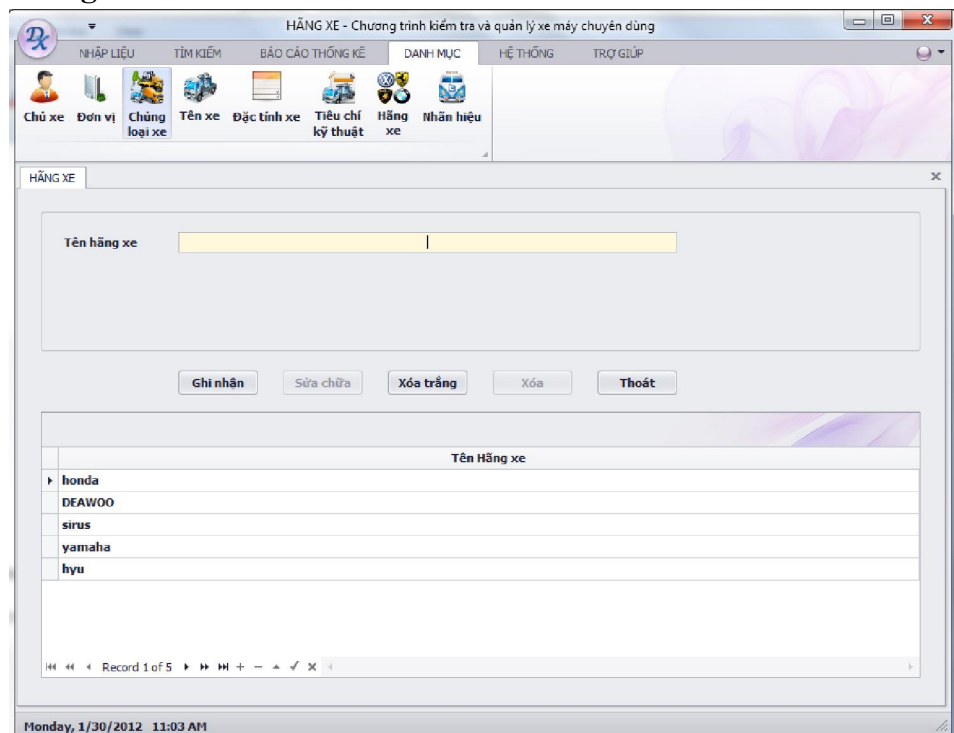 HÃNG XE - Chương trình kiểm tra và quản lý xe máy chuyên dùng
NHẬP LIỆU TÌM KIẾM BÁO CÁO THỐNG KÊ DANH MỤC HỆ THỐNG TRỢ GIÚP
Chủ xe Đơn vị Chủng loại xe Tên xe Đặc tính xe Tiêu chí kỹ thuật Hãng xe Nhãn hiệu
HÃNG XE
Tên hãng xe
Ghi nhận Sửa chữa Xóa trắng Xóa Thoát
Tên Hãng xe
honda
DEAWOO
sirus
yamaha
hyu
Record 1 of 5
Monday, 1/30/2012 11:03 AM